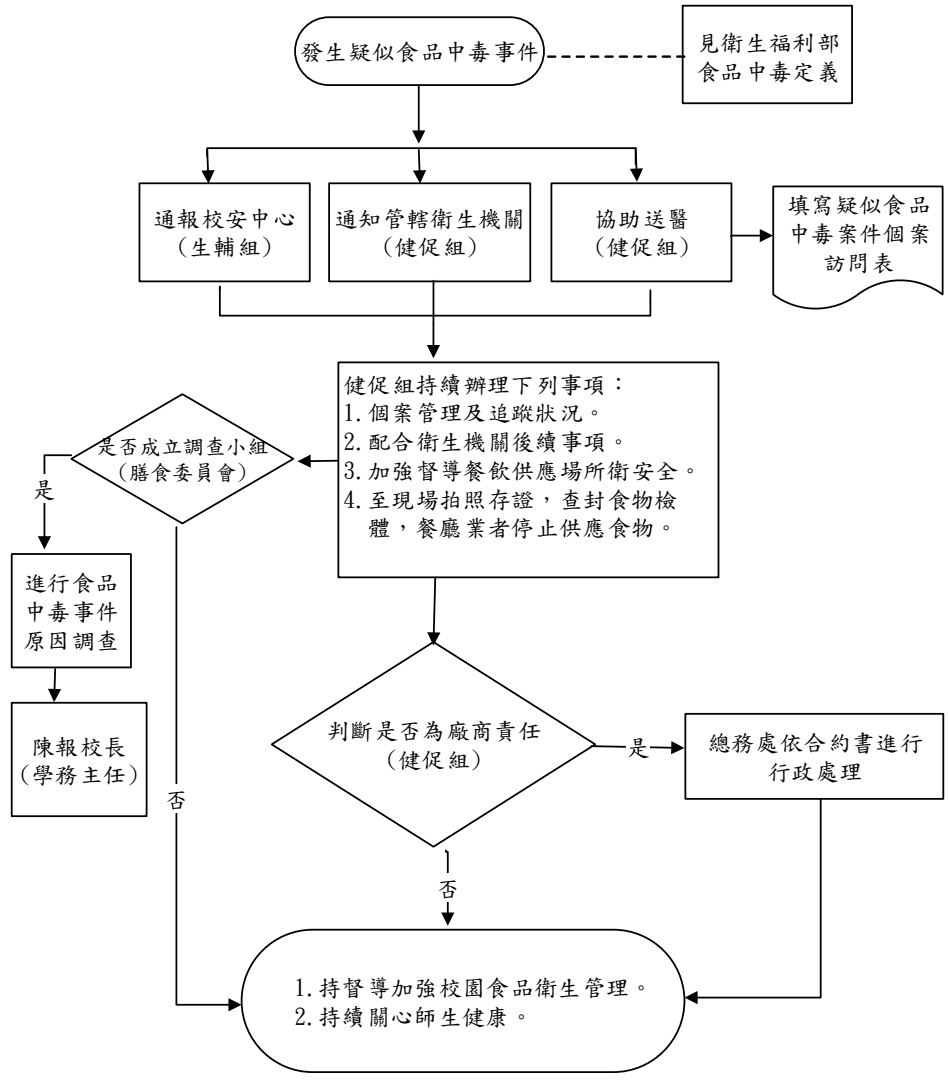 發生疑似食品中毒事件
見衛生福利部
食品中毒定義
通報校安中心
(生輔組)
通知管轄衛生機關
(健促組)
協助送醫
(健促組)
填寫疑似食品
中毒案件個案
訪問表
健促組持續辦理下列事項：
1.個案管理及追蹤狀況。
2.配合衛生機關後續事項。
3.加強督導餐飲供應場所衛安全。
4.至現場拍照存證，查封食物檢
體，餐廳業者停止供應食物。
是否成立調查小組
(膳食委員會)
是
進行食品
中毒事件
原因調查
陳報校長
(學務主任)
否
判斷是否為廠商責任
(健促組)
是
總務處依合約書進行
行政處理
否
1.持督導加強校園食品衛生管理。
2.持續關心師生健康。